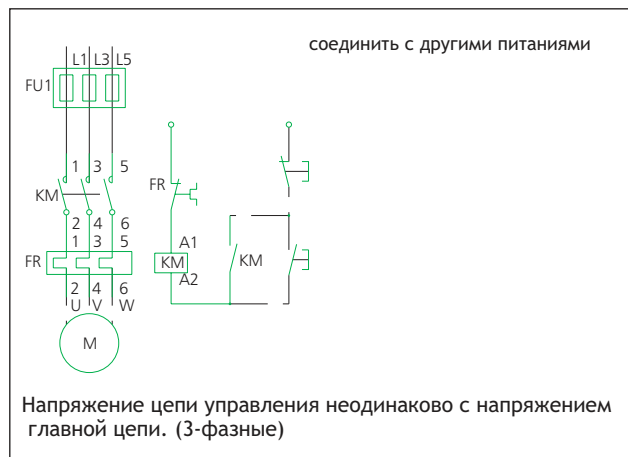 соединить с другими питаниями
L1 L3 L5
FU1
1 3 5
KM
2 4 6
1 3 5
FR
2 4 6
U V W
M
FR
A1
KM
A2
KM
Напряжение цепи управления неодинаково с напряжением
главной цепи. (3-фазные)